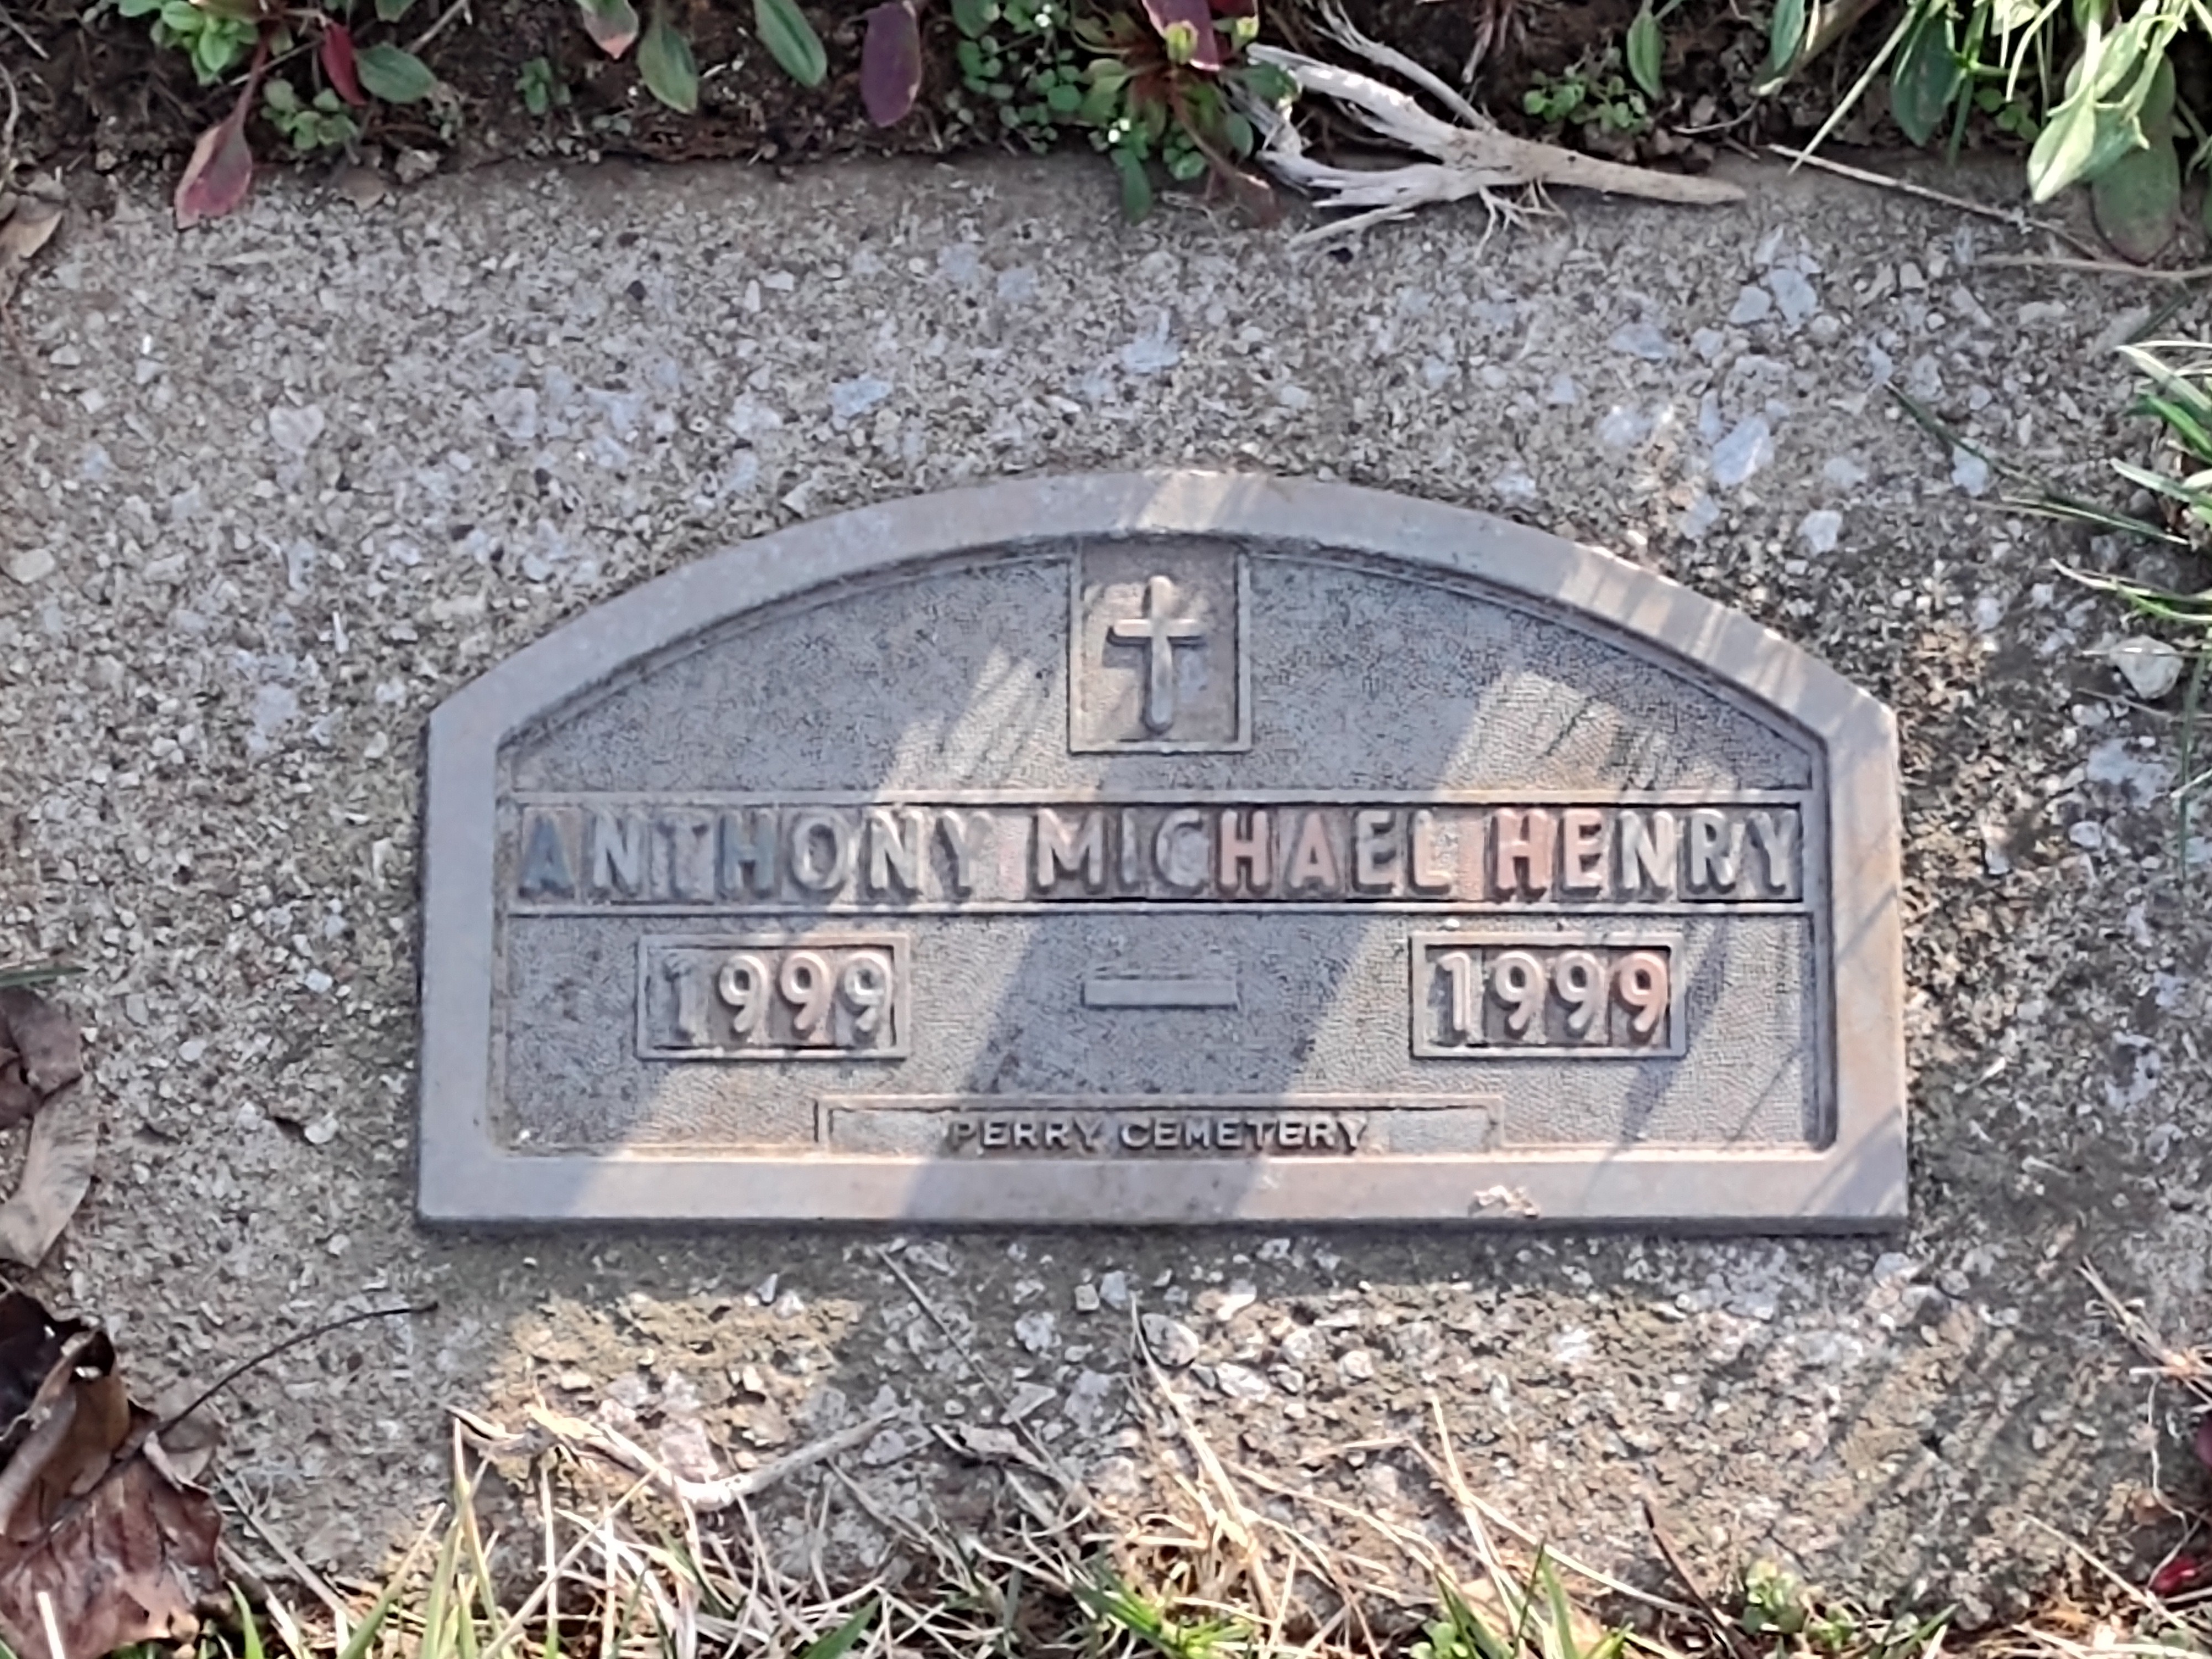 ANTHONY MICHAEL HENRY
1999 — 1999
PERRY CEMETERY